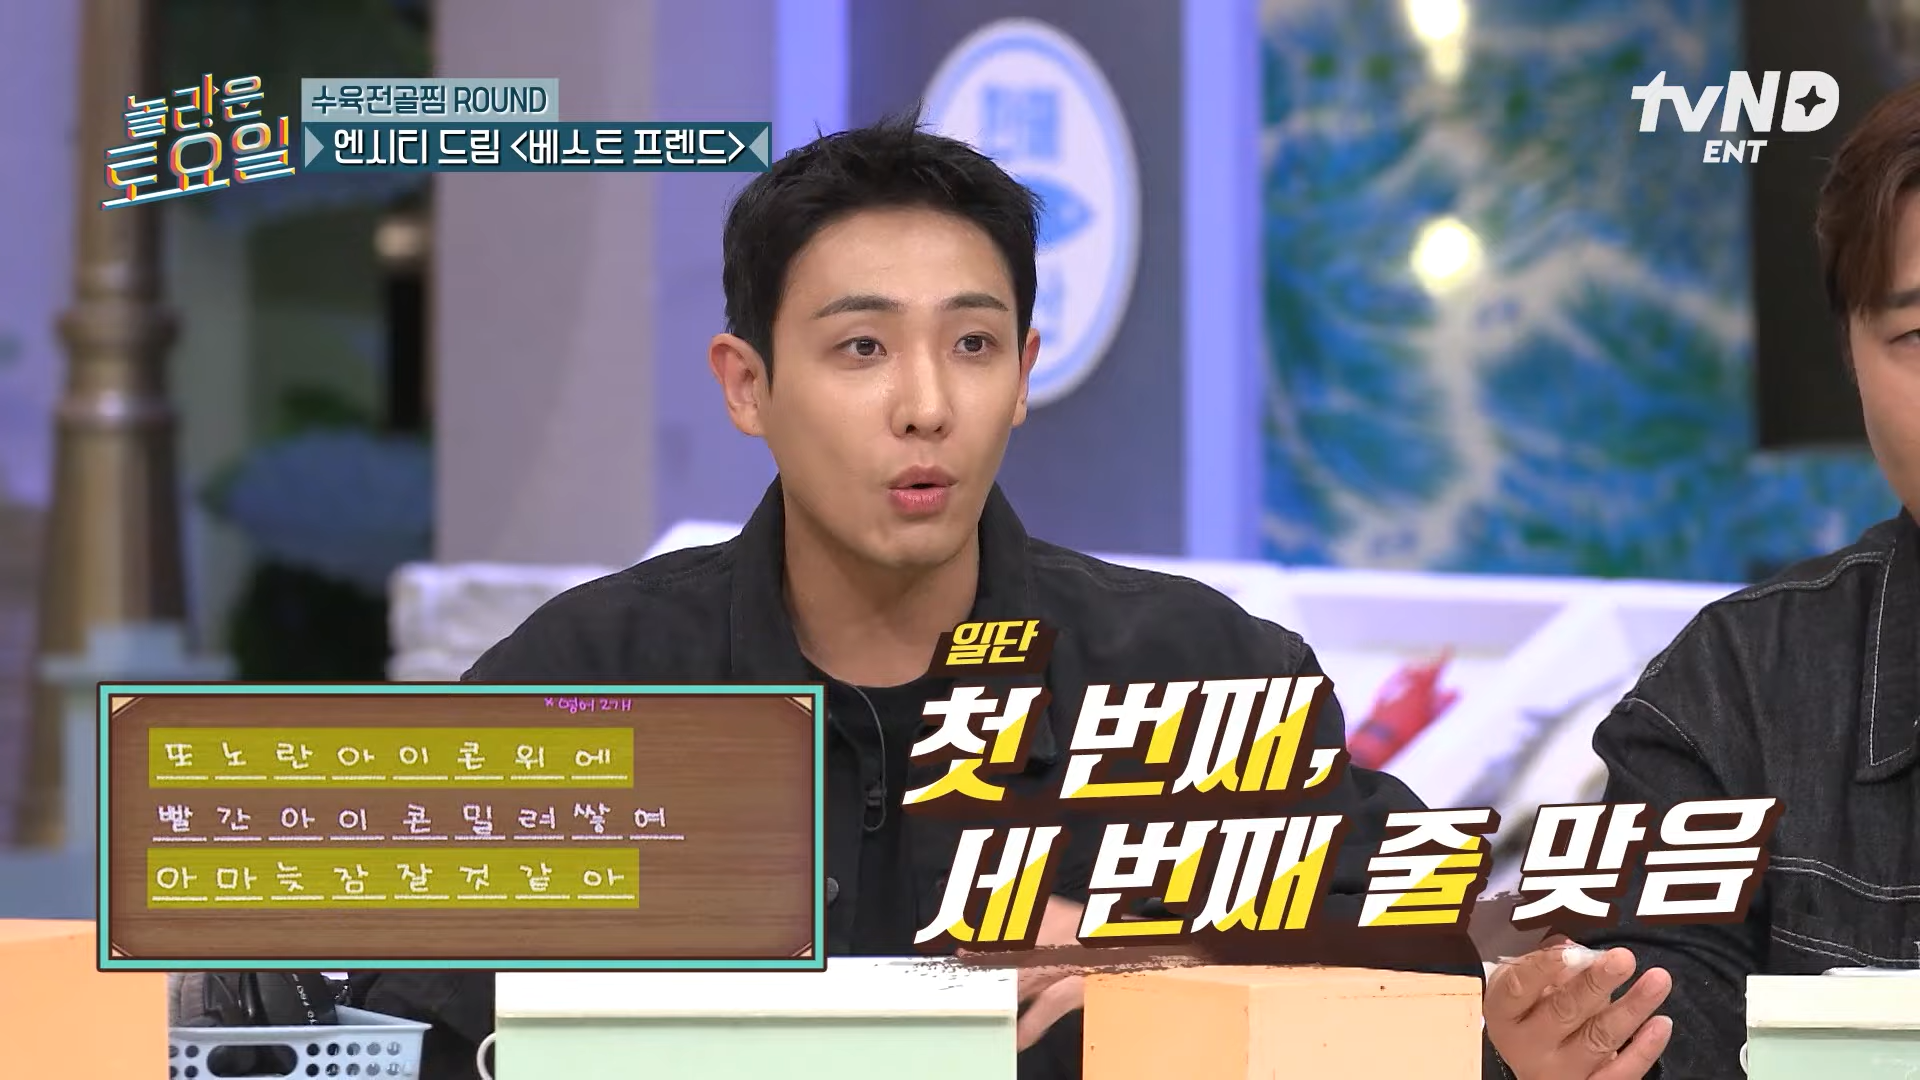 놀라운
토요일
수육전골찜 ROUND
엔시티 드림 <베스트 프렌드>
tvND
ENT
일단
첫 번째,
세 번째 줄 맞음
*영어 2개
또 노 란 아 이 콘 위 에
빨 간 아 이 콘 밀 려 쌓 여
아 마 늦 잠 잘 것 같 아